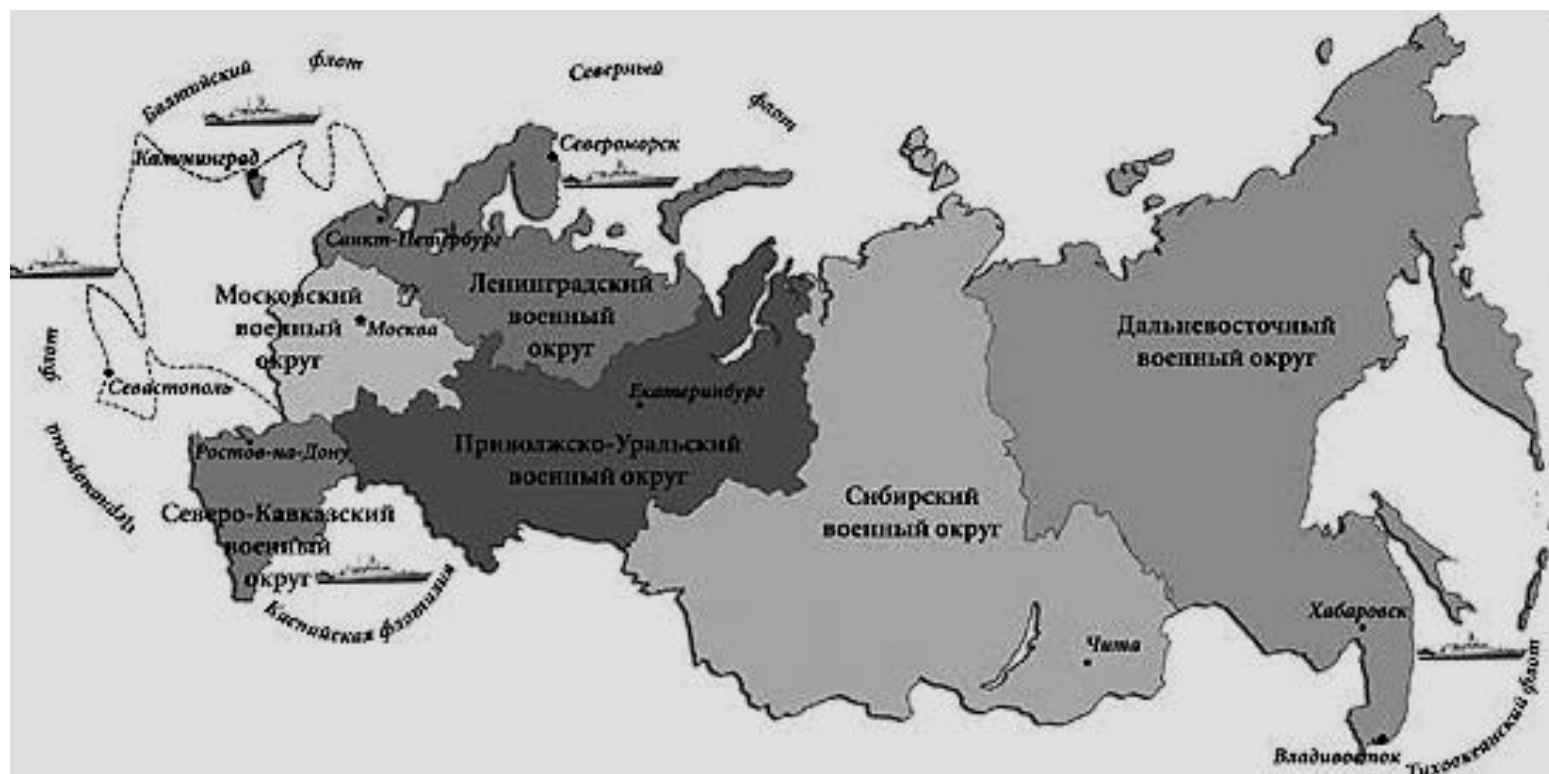 Балтийский флот
Северный флот
Калининград
Североморск
Санкт-Петербург
Ленинградский
военный
округ
Московский
военный
округ
Москва
Дальневосточный
военный округ
флот
Черноморский
Севастополь
Екатеринбург
Ростов-на-Дону
Приволжско-Уральский
военный округ
Северо-Кавказский
военный
округ
Каспийская флотилия
Сибирский
военный округ
Чита
Хабаровск
Владивосток
Тихоокеанский флот